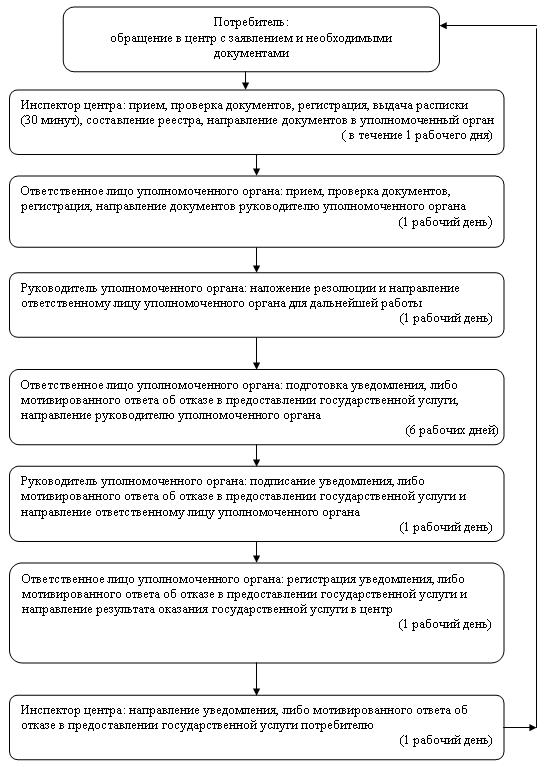 Потребитель:
обращение в центр с заявлением и необходимыми
документами
Инспектор центра: прием, проверка документов, регистрация, выдача расписки
(30 минут), составление реестра, направление документов в уполномоченный орган
( в течение 1 рабочего дня)
Ответственное лицо уполномоченного органа: прием, проверка документов,
регистрация, направление документов руководителю уполномоченного органа
(1 рабочий день)
Руководитель уполномоченного органа: наложение резолюции и направление
ответственному лицу уполномоченного органа для дальнейшей работы
(1 рабочий день)
Ответственное лицо уполномоченного органа: подготовка уведомления, либо
мотивированного ответа об отказе в предоставлении государственной услуги,
направление руководителю уполномоченного органа
(6 рабочих дней)
Руководитель уполномоченного органа: подписание уведомления, либо
мотивированного ответа об отказе в предоставлении государственной услуги и
направление ответственному лицу уполномоченного органа
(1 рабочий день)
Ответственное лицо уполномоченного органа: регистрация уведомления, либо
мотивированного ответа об отказе в предоставлении государственной услуги и
направление результата оказания государственной услуги в центр
(1 рабочий день)
Инспектор центра: направление уведомления, либо мотивированного ответа об
отказе в предоставлении государственной услуги потребителю
(1 рабочий день)